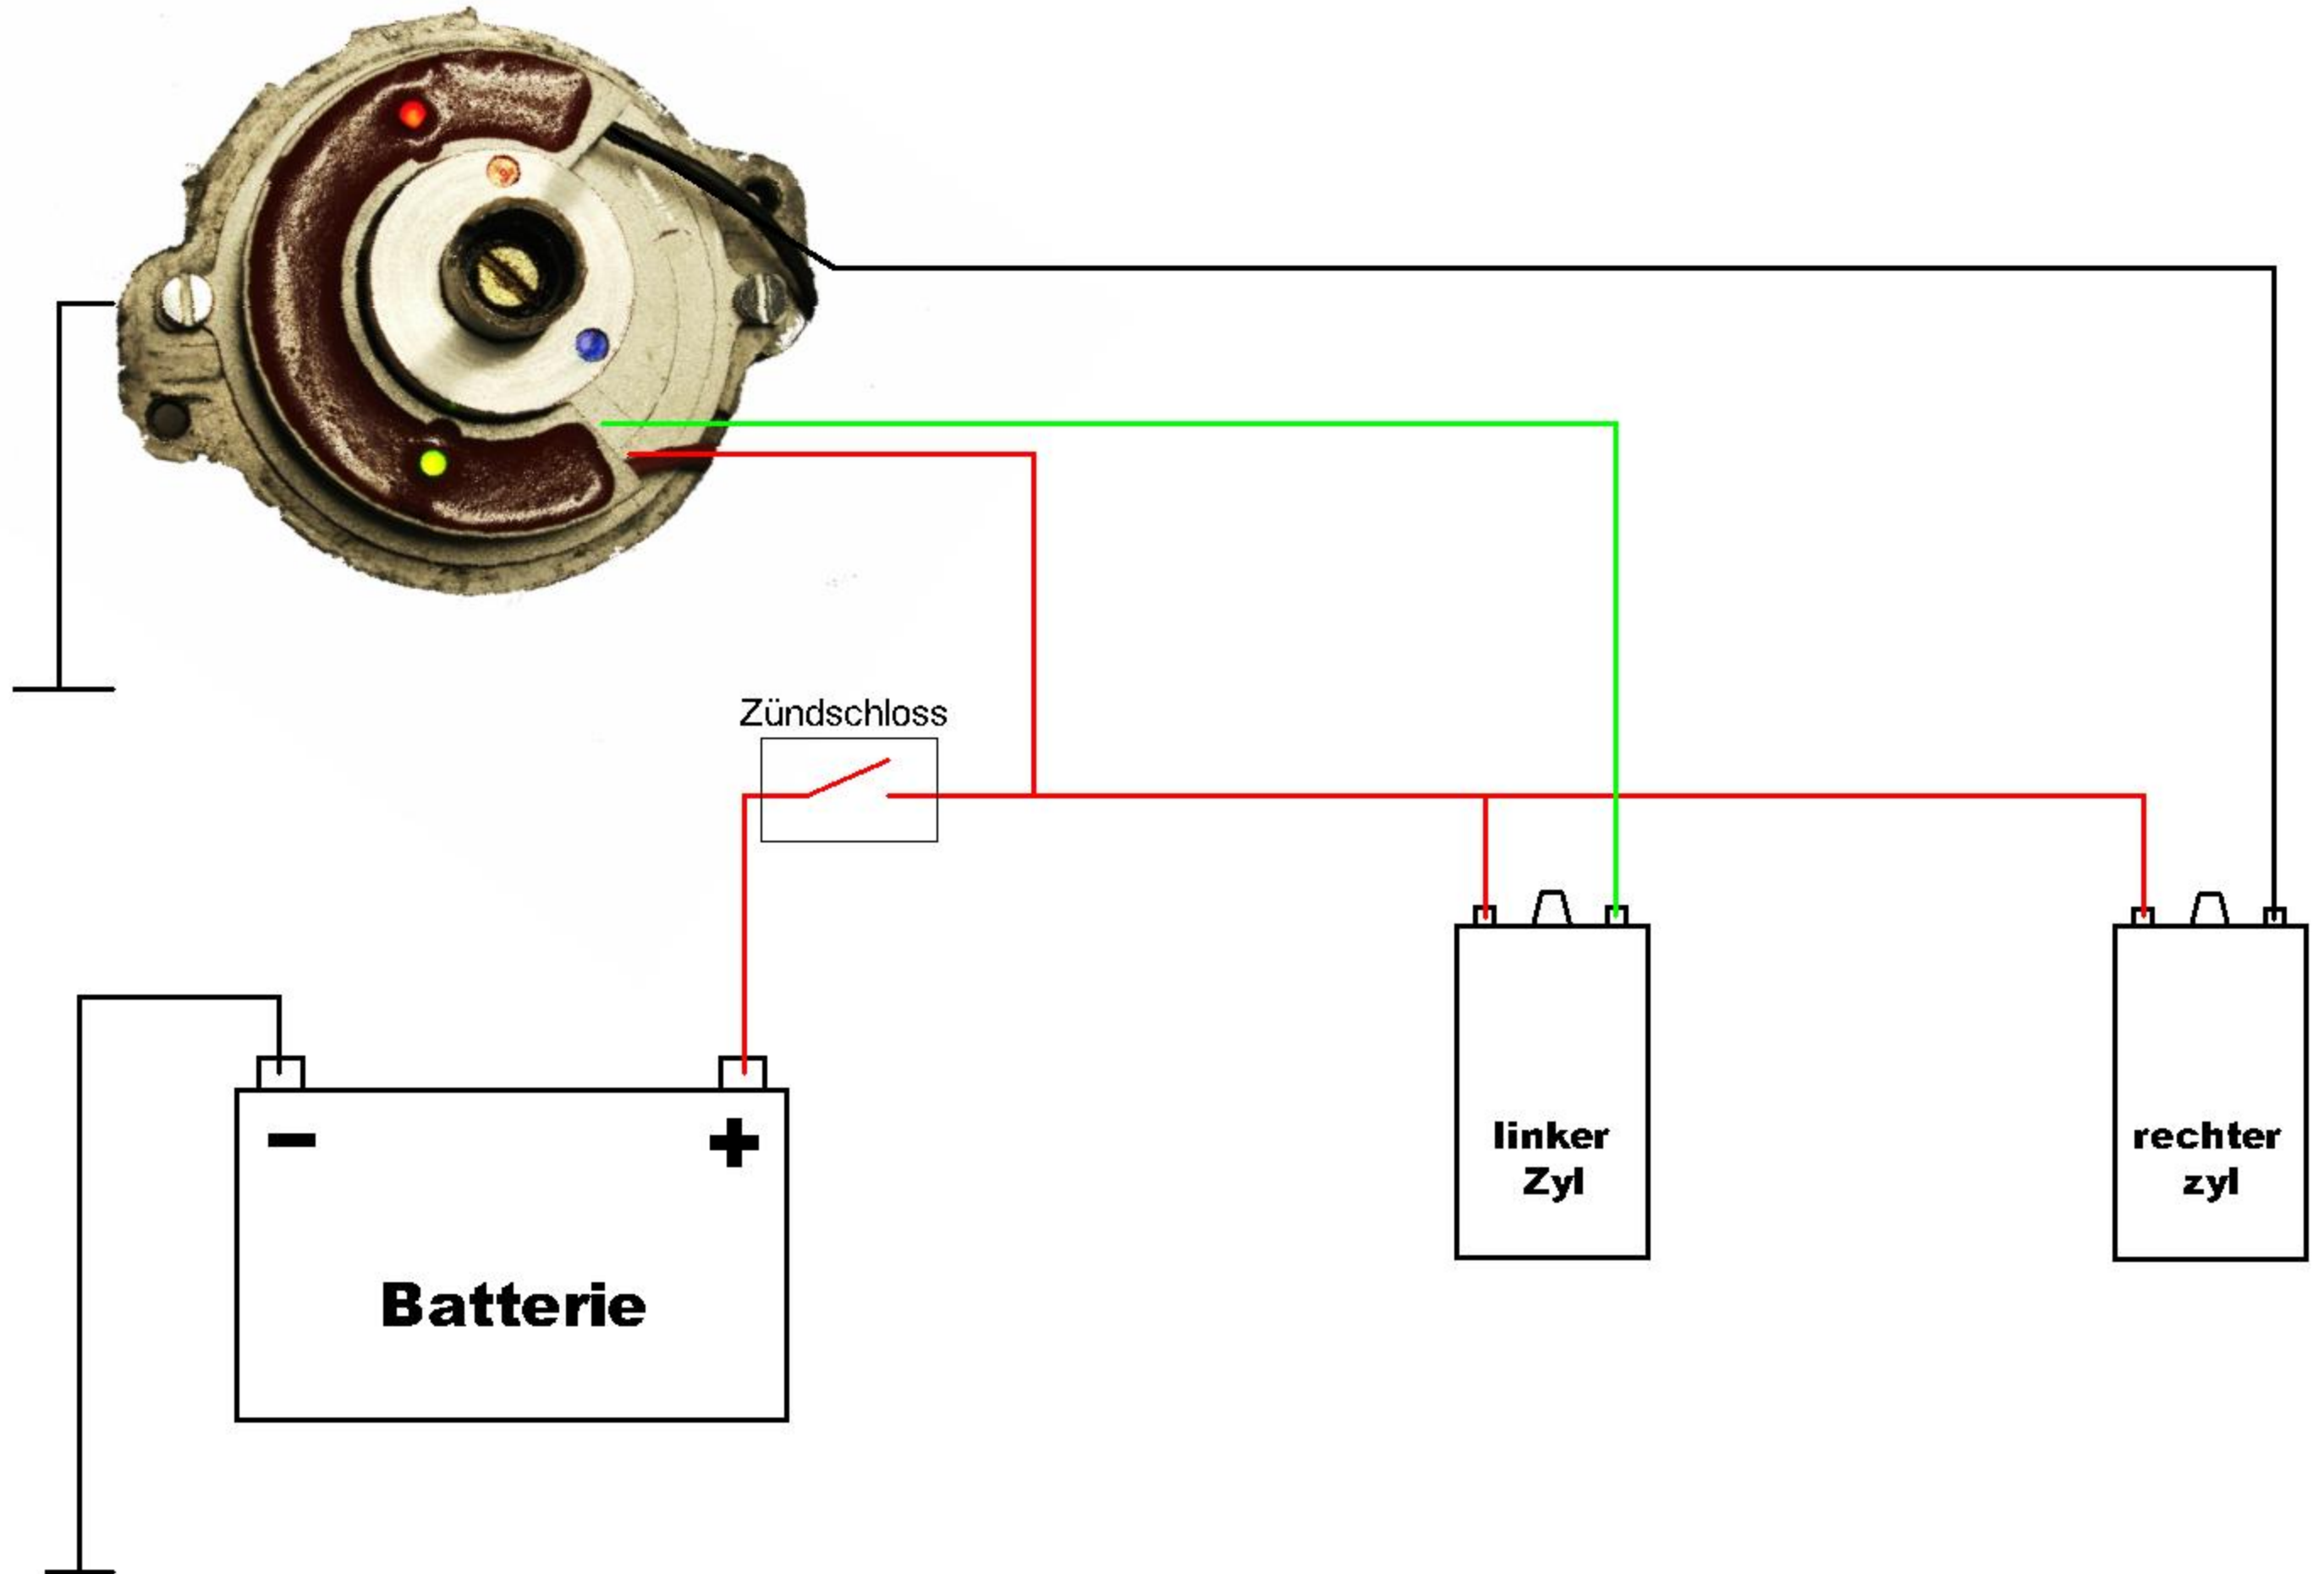 Zündschloss
linker
Zyl
rechter
zyl
− +
Batterie